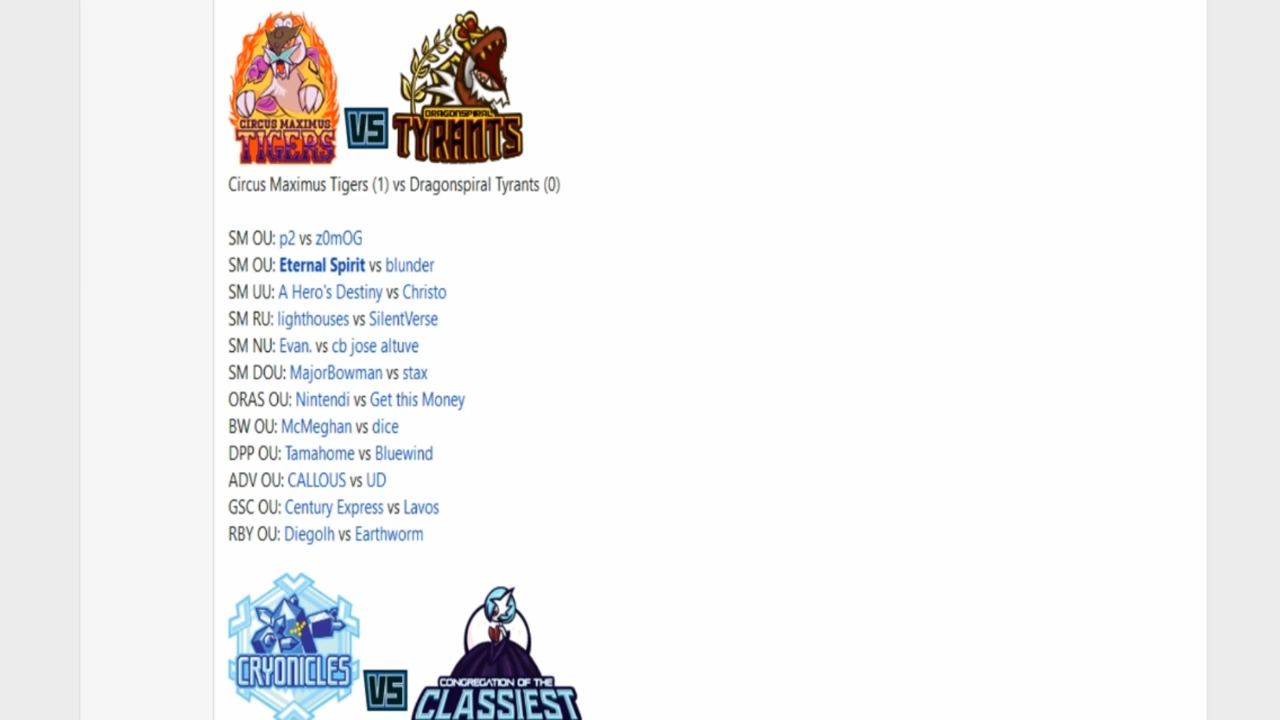 CIRCUS MAXIMUS
TIGERS
VS
DRAGONSPIRAL
TYRANTS
Circus Maximus Tigers (1) vs Dragonspiral Tyrants (0)
SM OU: p2 vs z0mOG
SM OU: Eternal Spirit vs blunder
SM UU: A Hero's Destiny vs Christo
SM RU: lighthouses vs SilentVerse
SM NU: Evan. vs cb jose altuve
SM DOU: MajorBowman vs stax
ORAS OU: Nintendi vs Get this Money
BW OU: McMeghan vs dice
DPP OU: Tamahome vs Bluewind
ADV OU: CALLOUS vs UD
GSC OU: Century Express vs Lavos
RBY OU: Diegolh vs Earthworm
CRYONICLES
VS
CONGREGATION OF THE
CLASSIEST